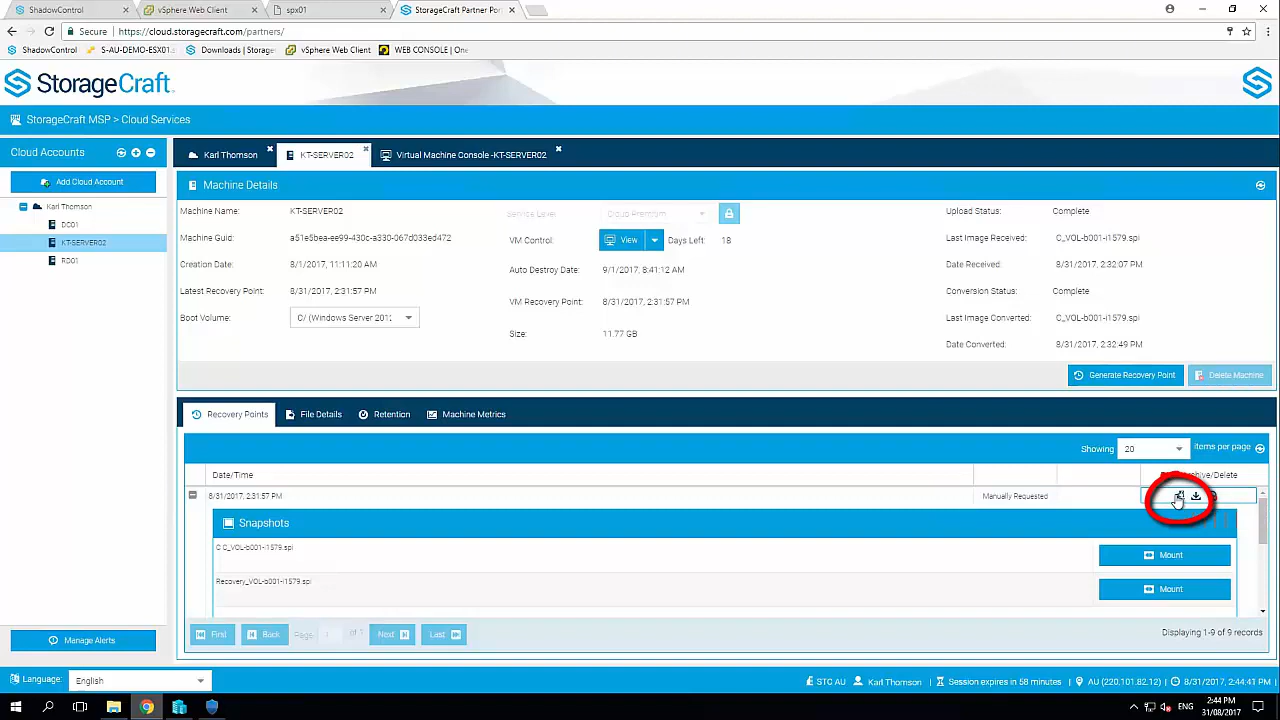 ShadowControl
vSphere Web Client
spx01
StorageCraft Partner Po
Secure
https://cloud.storagecraft.com/partners/
ShadowControl
S-AU-DEMO-ESX01
Downloads | Storage
vSphere Web Client
WEB CONSOLE | One
StorageCraft
StorageCraft MSP > Cloud Services
Cloud Accounts
Add Cloud Account
Karl Thomson
DC01
KT-SERVER02
RD01
Manage Alerts
Karl Thomson
KT-SERVER02
Virtual Machine Console -KT-SERVER02
Machine Details
Machine Name: KT-SERVER02
Machine Guid: a51e5bea-ee99-430c-a330-067d033ed472
Creation Date: 8/1/2017, 11:11:20 AM
Latest Recovery Point: 8/31/2017, 2:31:57 PM
Boot Volume: C:/ (Windows Server 201
Service Level: Cloud Premium
VM Control: View Days Left: 18
Auto Destroy Date: 9/1/2017, 8:41:12 AM
VM Recovery Point: 8/31/2017, 2:31:57 PM
Size: 11.77 GB
Upload Status: Complete
Last Image Received: C_VOL-b001-i1579.spi
Date Received: 8/31/2017, 2:32:07 PM
Conversion Status: Complete
Last Image Converted: C_VOL-b001-i1579.spi
Date Converted: 8/31/2017, 2:32:49 PM
Generate Recovery Point
Delete Machine
Recovery Points
File Details
Retention
Machine Metrics
Showing 20 items per page
Date/Time
8/31/2017, 2:31:57 PM
Manually Requested
Snapshots
C:C_VOL-b001-i1579.spi
Mount
Recovery_VOL-b001-i1579.spi
Mount
First
Back
Page
Next
Last
Displaying 1-9 of 9 records
Language: English
STC AU
Karl Thomson
Session expires in 58 minutes
AU (220.101.82.12)
8/31/2017, 2:44:41 PM
ENG
2:44 PM
31/08/2017